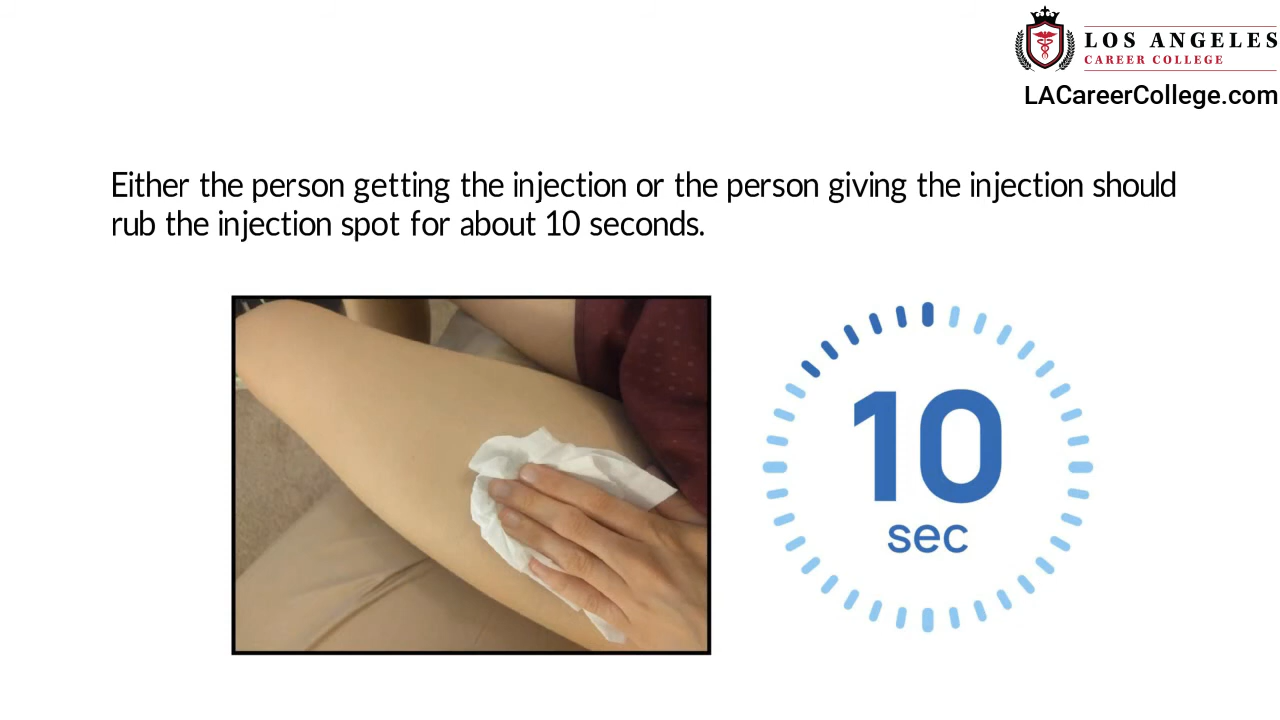 LOS ANGELES
CAREER COLLEGE
LACareerCollege.com
Either the person getting the injection or the person giving the injection should
rub the injection spot for about 10 seconds.
10
sec